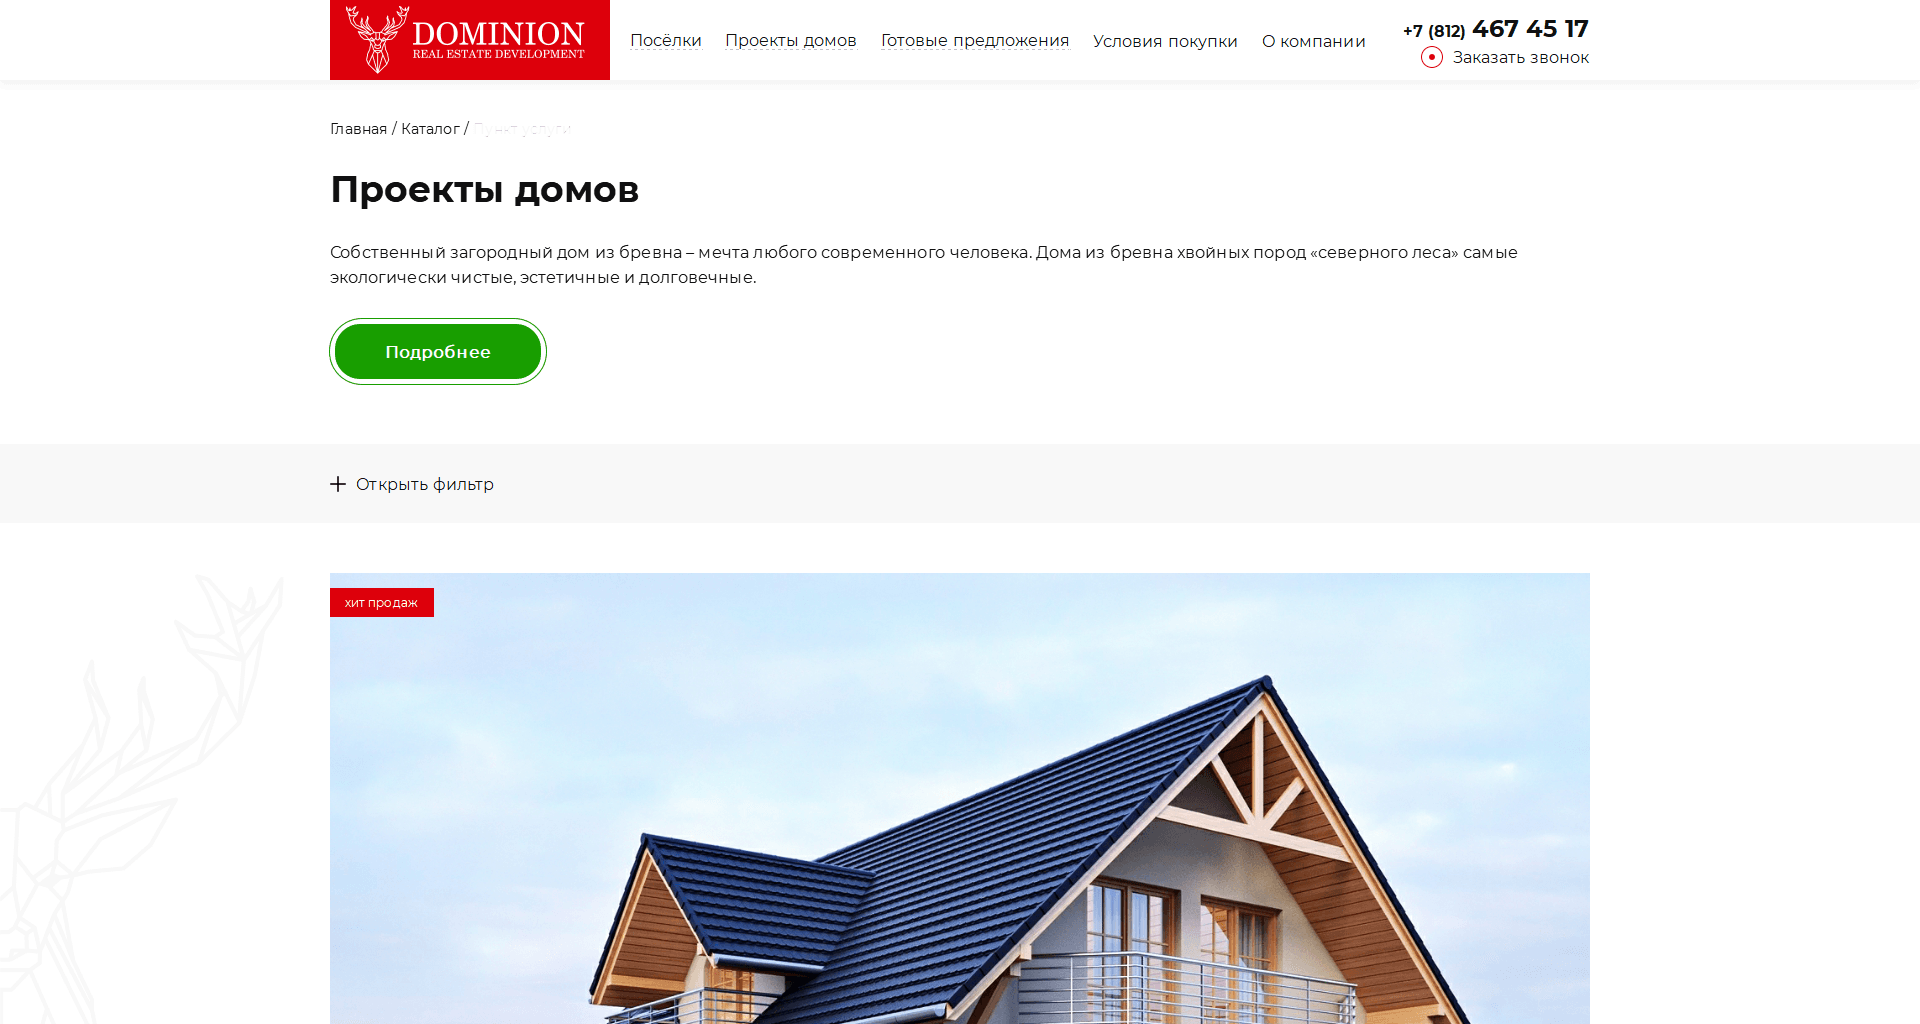 DOMINION
REAL ESTATE DEVELOPMENT
Посёлки Проекты домов Готовые предложения Условия покупки О компании
+7 (812) 467 45 17
Заказать звонок
Главная / Каталог / Пункт услуги
Проекты домов
Собственный загородный дом из бревна – мечта любого современного человека. Дома из бревна хвойных пород «северного леса» самые
экологически чистые, эстетичные и долговечные.
Подробнее
Открыть фильтр
хит продаж